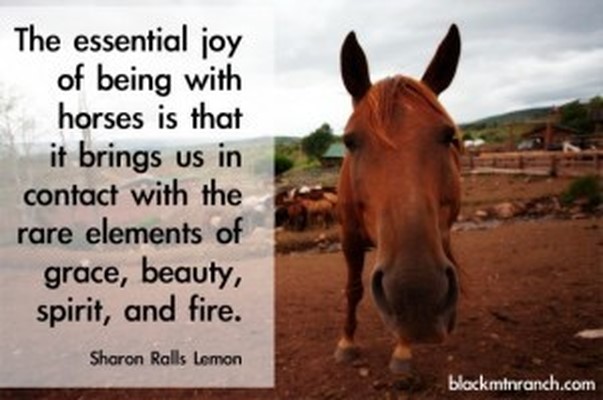 The essential joy
of being with
horses is that
it brings us in
contact with the
rare elements of
grace, beauty,
spirit, and fire.
Sharon Ralls Lemon
blackmtnranch.com